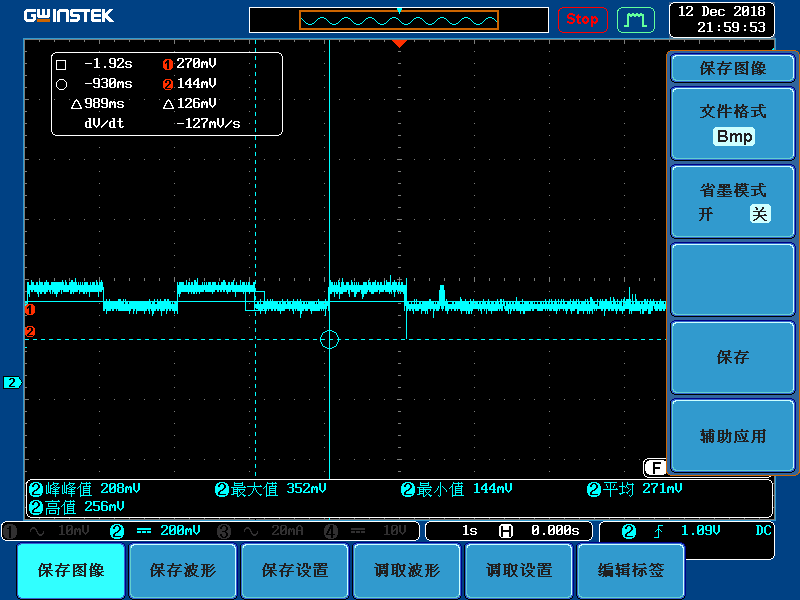 GWINSTEK
Stop
12 Dec 2018
21:59:53
-1.92s 1 270mV
-930ms 2 144mV
△989ms △126mV
dV/dt -127mV/s
保存图像
文件格式
Bmp
省墨模式
开 关
保存
辅助应用
1
2
2
F
2峰峰值 208mV 2最大值 352mV 2最小值 144mV 2平均 271mV
2高值 256mV
1 10mV 2 200mV 3 20mA 4 10V 1s H 0.000s 2 1.09V DC
保存图像 保存波形 保存设置 调取波形 调取设置 编辑标签